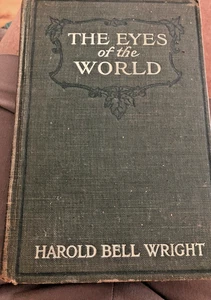 THE EYES
of the
WORLD
HAROLD BELL WRIGHT